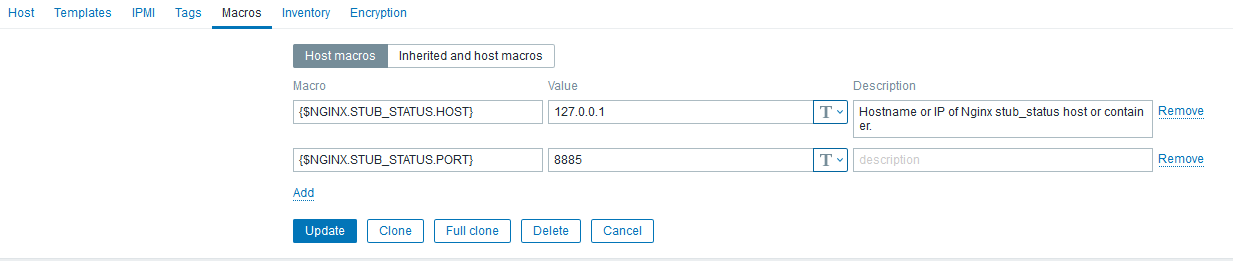 Host Templates IPMI Tags Macros Inventory Encryption
Host macros Inherited and host macros
Macro Value Description
{$NGINX.STUB_STATUS.HOST} 127.0.0.1 T Hostname or IP of Nginx stub_status host or contain Remove
er.
{$NGINX.STUB_STATUS.PORT} 8885 T description Remove
Add
Update Clone Full clone Delete Cancel